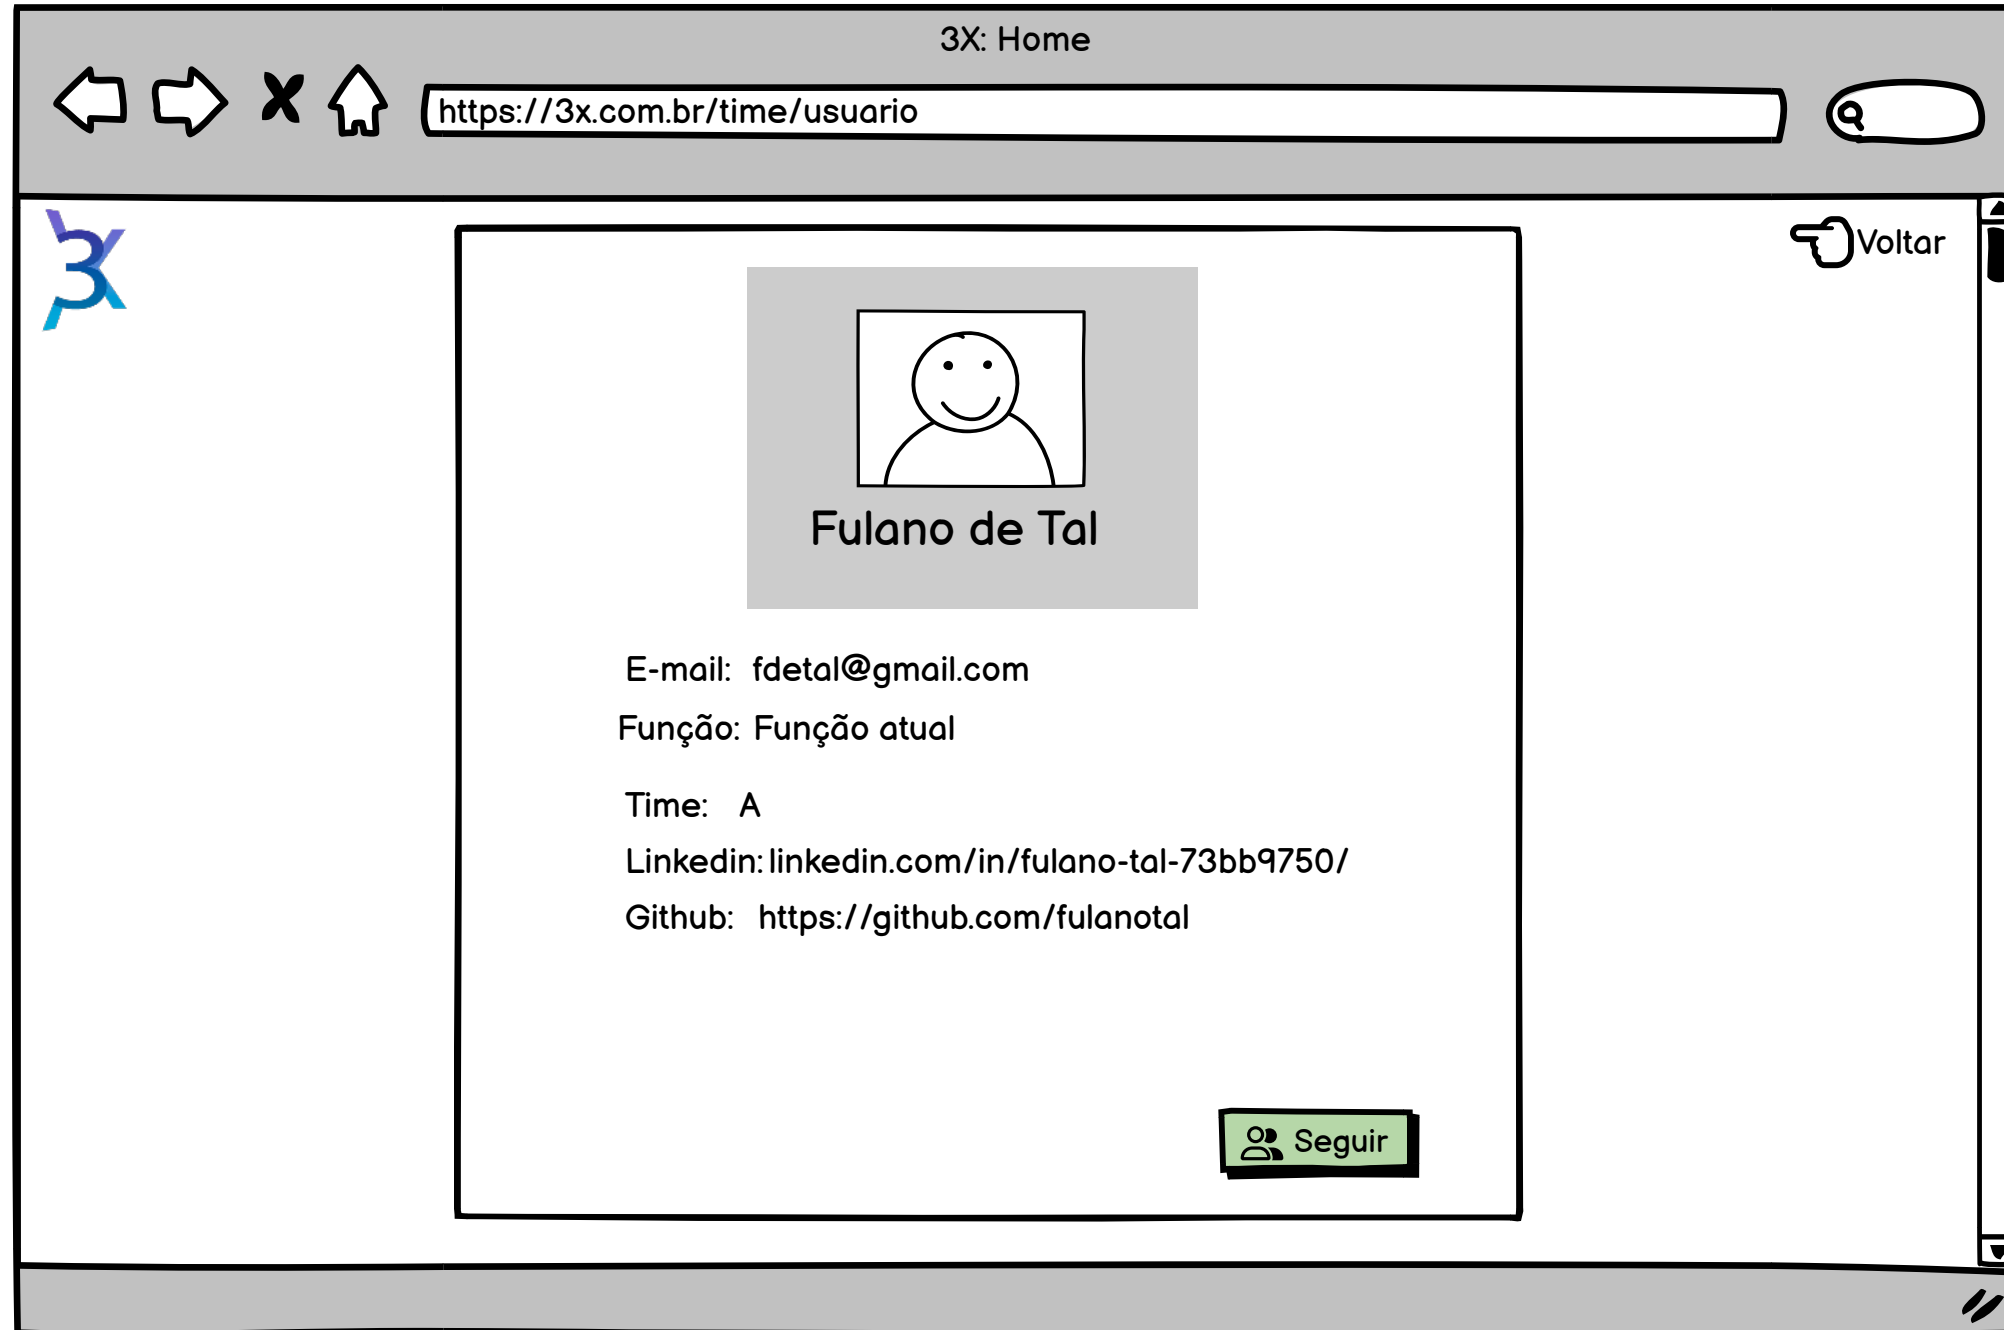 3X: Home
https://3x.com.br/time/usuario
3X
Voltar
Fulano de Tal
E-mail: fdetal@gmail.com
Função: Função atual
Time: A
Linkedin: linkedin.com/in/fulano-tal-73bb9750/
Github: https://github.com/fulanotal
Seguir